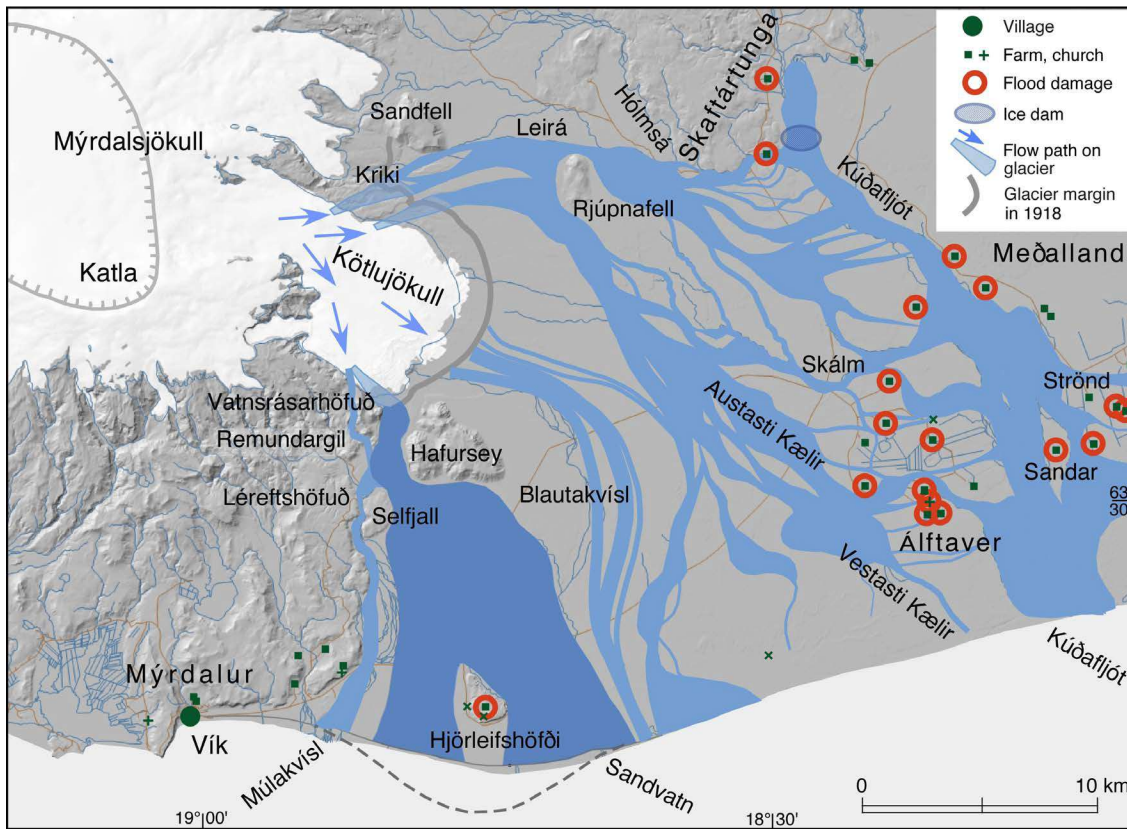 Village
Farm, church
Flood damage
Ice dam
Flow path on
glacier
Glacier margin
in 1918
Skaftártunga
Hólmsá
Sandfell
Leirá
Mýrdalsjökull
Kriki
Kúðafljót
Rjúpnafell
Meðalland
Katla
Kötlujökull
Skálm
Strönd
Vatnsrásarhöfuð
Austasti Kælir
Remundargil
Hafursey
Sandar
Léreftshöfuð
Blautakvísl
63
30
Selfjall
Álftaver
Vestasti Kælir
Kúðafljót
Mýrdalur
Vík
Hjörleifshöfði
Múlakvísl
Sandvatn
0
10 km
19°00'
18°30'